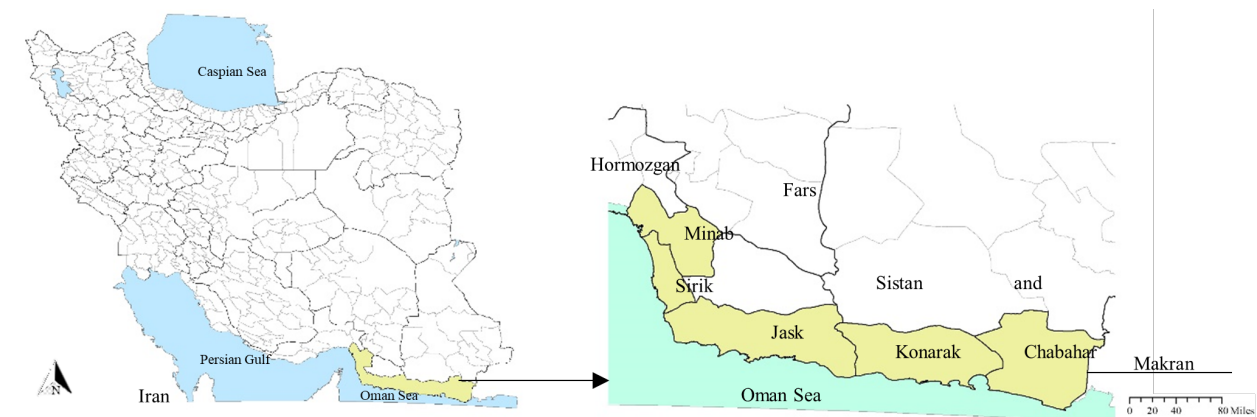 Caspian Sea
Persian Gulf
Oman Sea
Iran
N
Hormozgan
Fars
Minab
Sirik
Sistan and
Jask
Konarak
Chabahar
Makran
Oman Sea
0 20 40 80 Miles